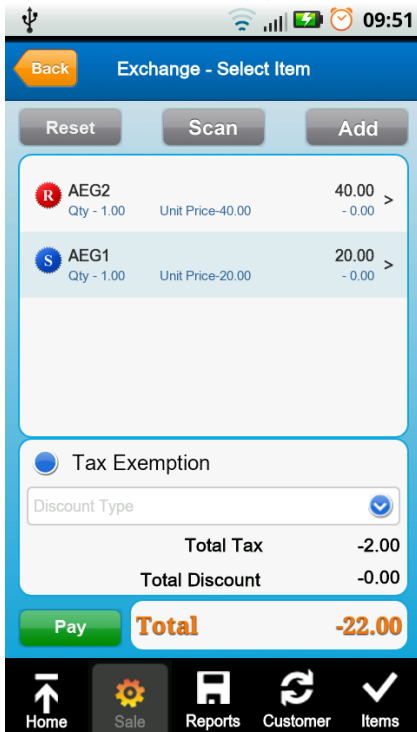 09:51
Back
Exchange - Select Item
Reset Scan Add
R AEG2 40.00 >
Qty - 1.00 Unit Price-40.00 - 0.00
S AEG1 20.00 >
Qty - 1.00 Unit Price-20.00 - 0.00
Tax Exemption
Discount Type
Total Tax -2.00
Total Discount -0.00
Pay Total -22.00
Home Sale Reports Customer Items